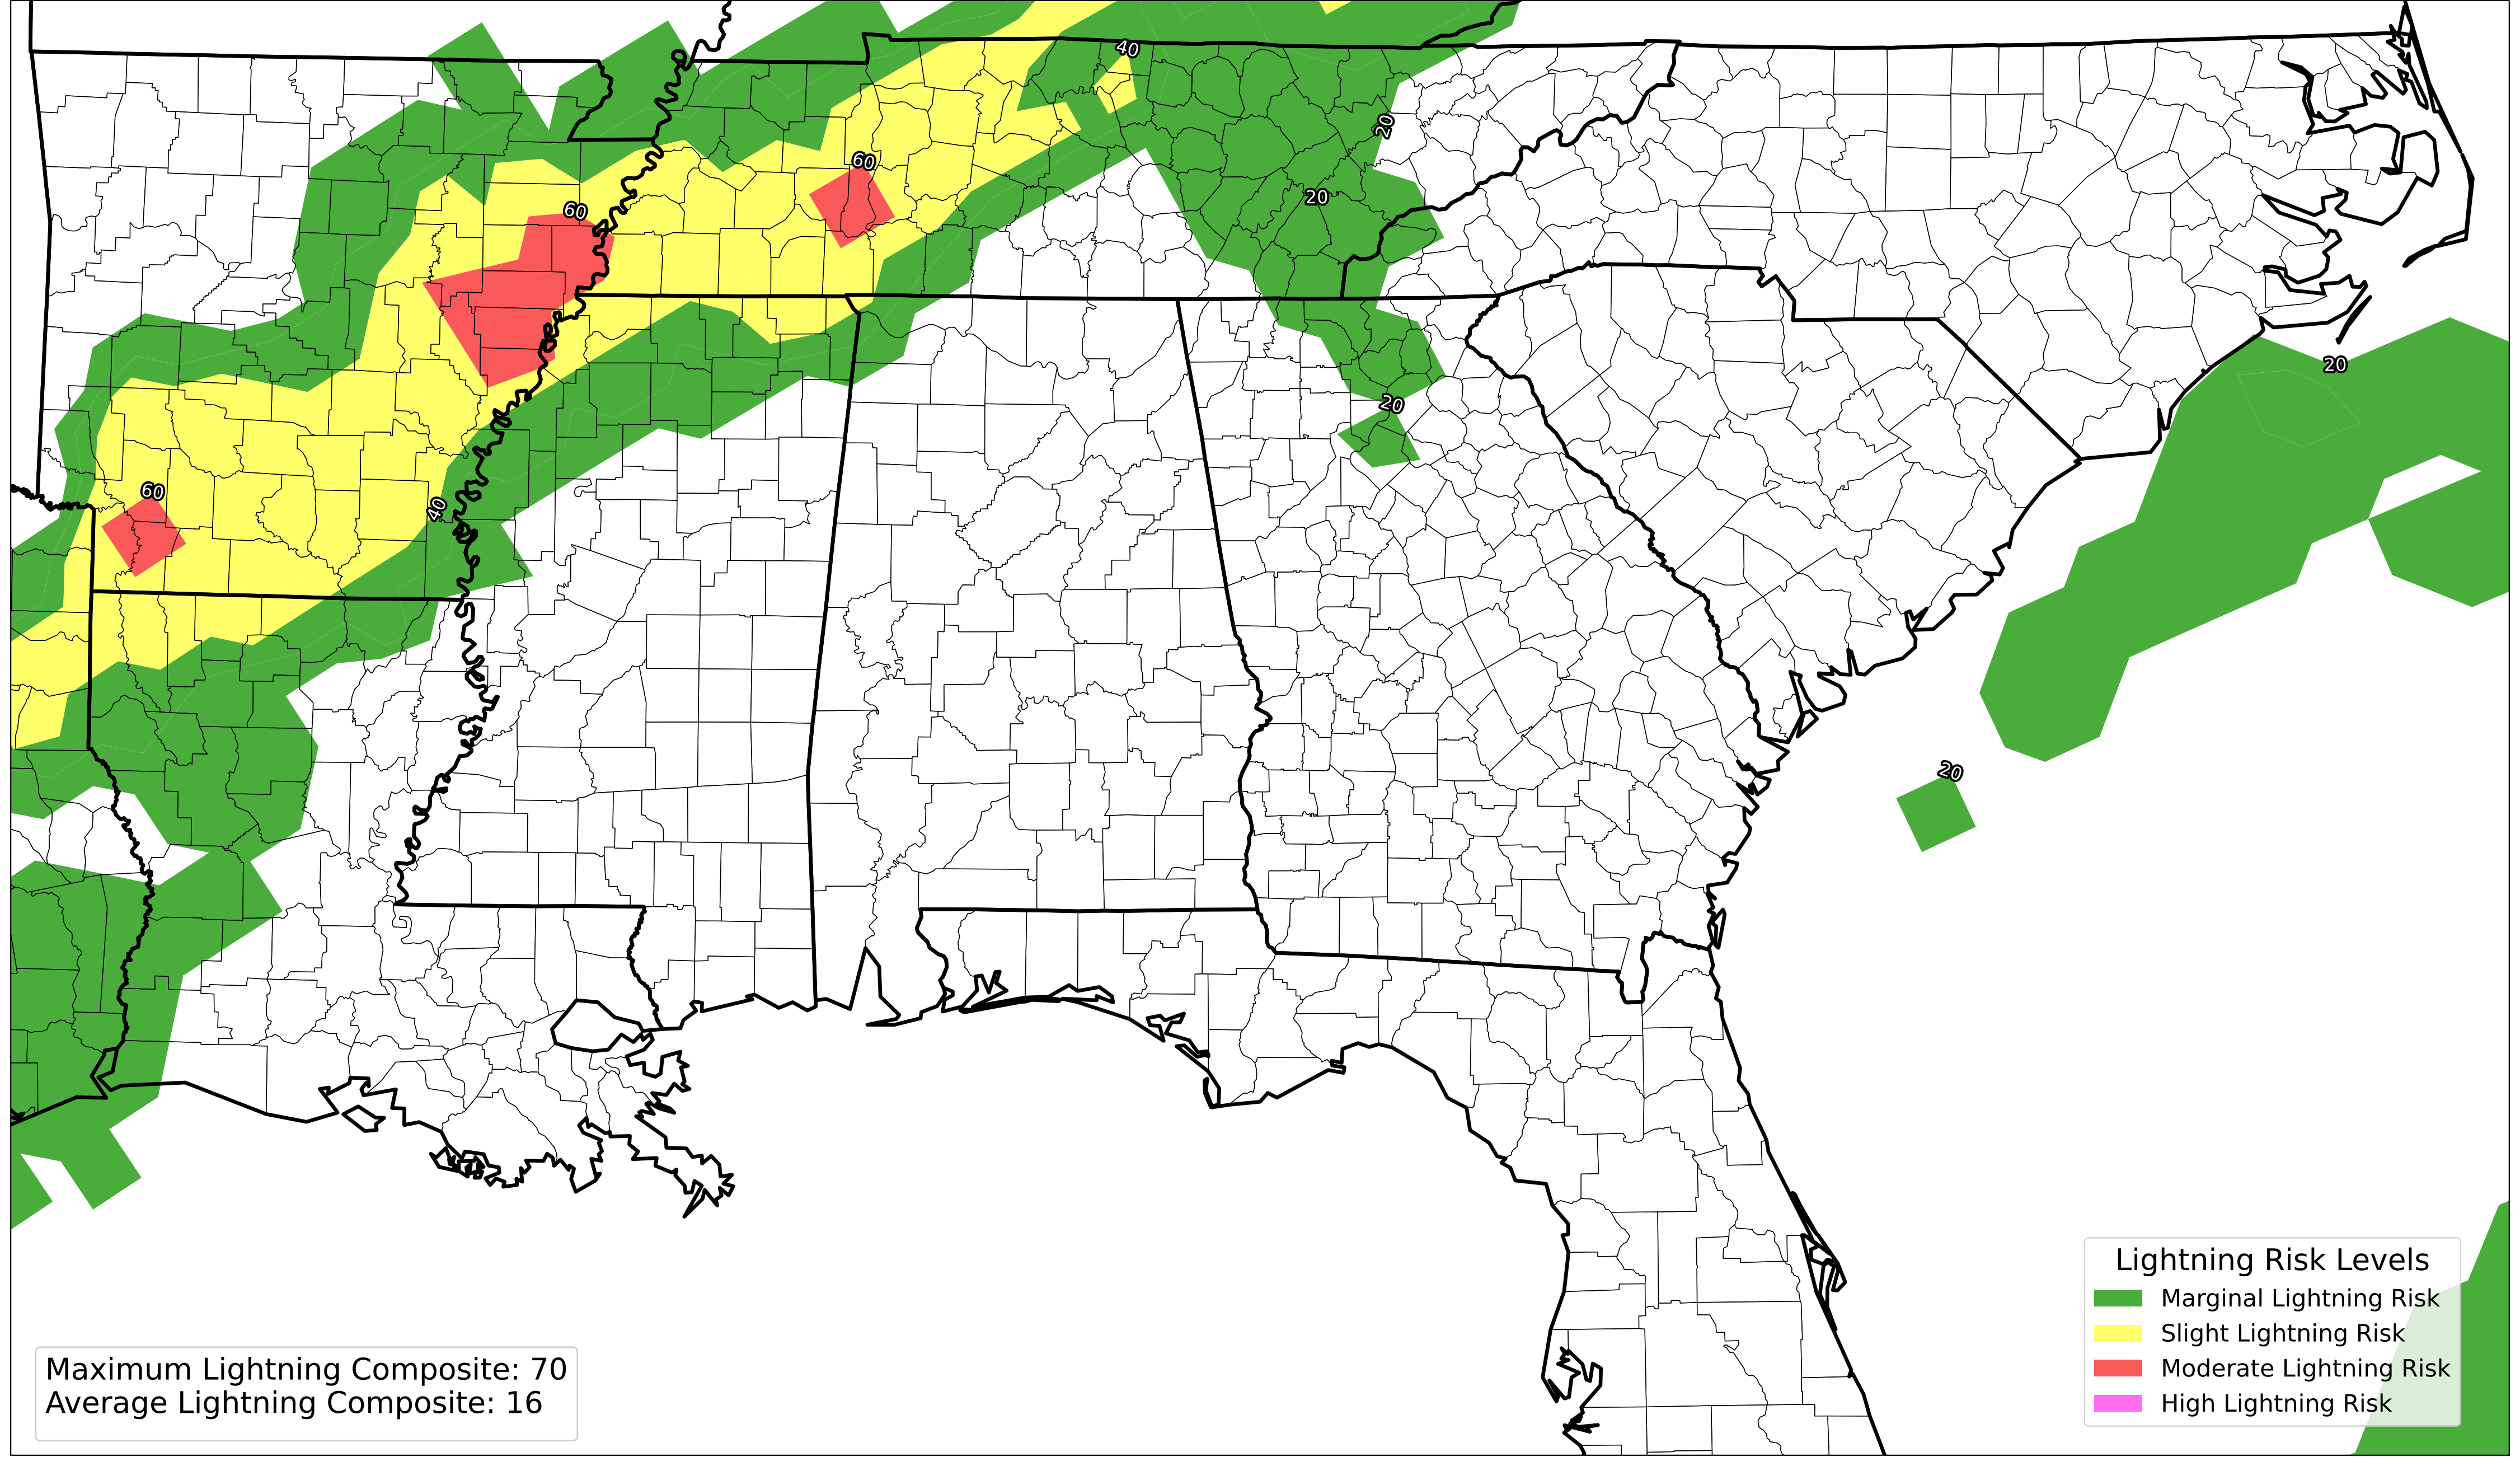 40
20
60
20
60
20
20
60
40
20
Lightning Risk Levels
Marginal Lightning Risk
Slight Lightning Risk
Moderate Lightning Risk
High Lightning Risk
Maximum Lightning Composite: 70
Average Lightning Composite: 16